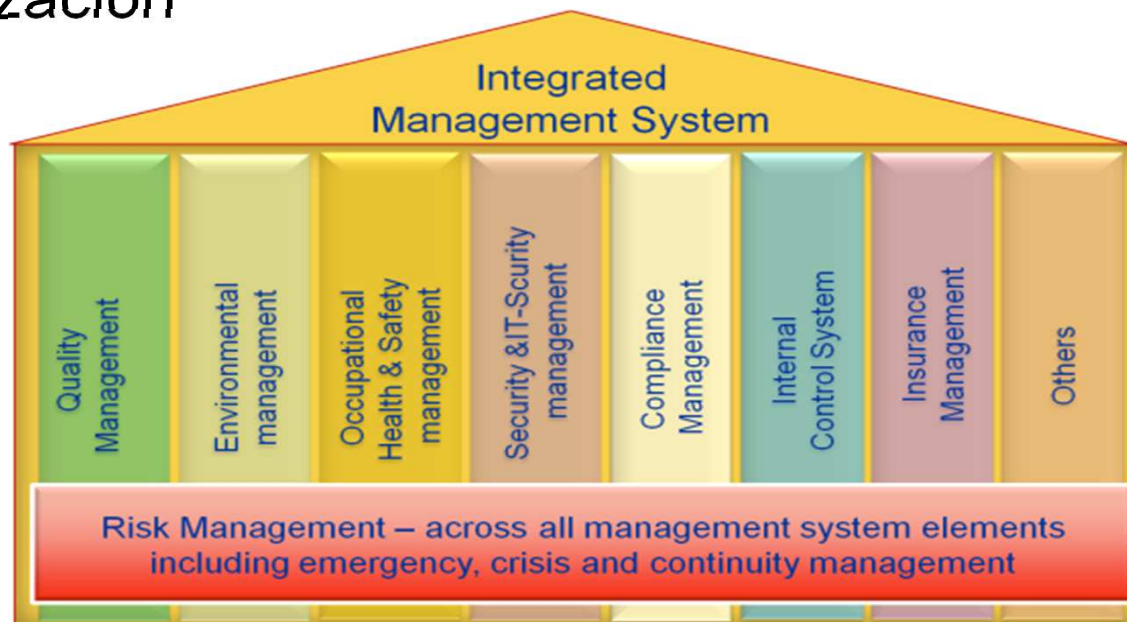 zación
Integrated
Management System
Quality
Management
Environmental
management
Occupational
Health & Safety
management
Security &IT-Scurity
management
Compliance
Management
Internal
Control System
Insurance
Management
Others
Risk Management – across all management system elements
including emergency, crisis and continuity management